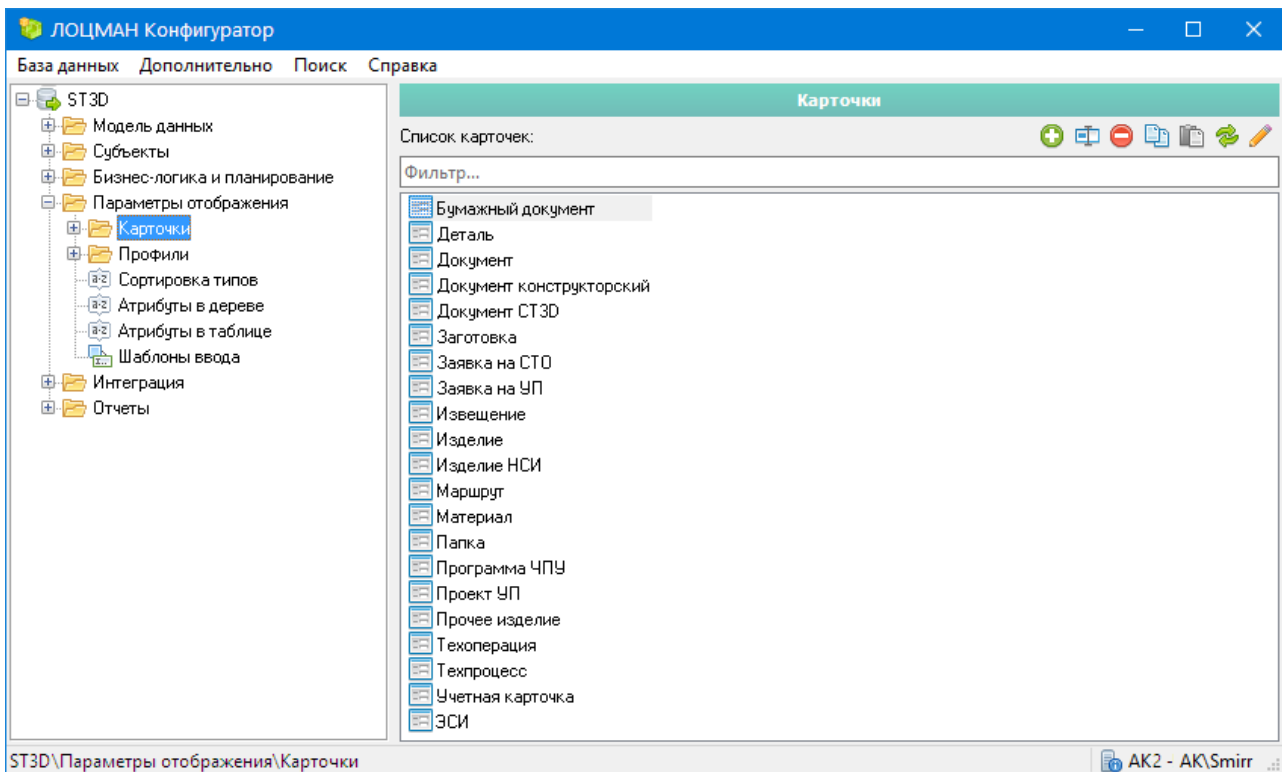 ЛОЦМАН Конфигуратор
База данных Дополнительно Поиск Справка
ST3D
Модель данных
Субъекты
Бизнес-логика и планирование
Параметры отображения
Карточки
Профили
Сортировка типов
Атрибуты в дереве
Атрибуты в таблице
Шаблоны ввода
Интеграция
Отчеты
Карточки
Список карточек:
Фильтр...
Бумажный документ
Деталь
Документ
Документ конструкторский
Документ СТ3D
Заготовка
Заявка на СТО
Заявка на УП
Извещение
Изделие
Изделие НСИ
Маршрут
Материал
Папка
Программа ЧПУ
Проект УП
Прочее изделие
Техоперация
Техпроцесс
Учетная карточка
ЭСИ
ST3D\Параметры отображения\Карточки
AK2 - AK\Smirr